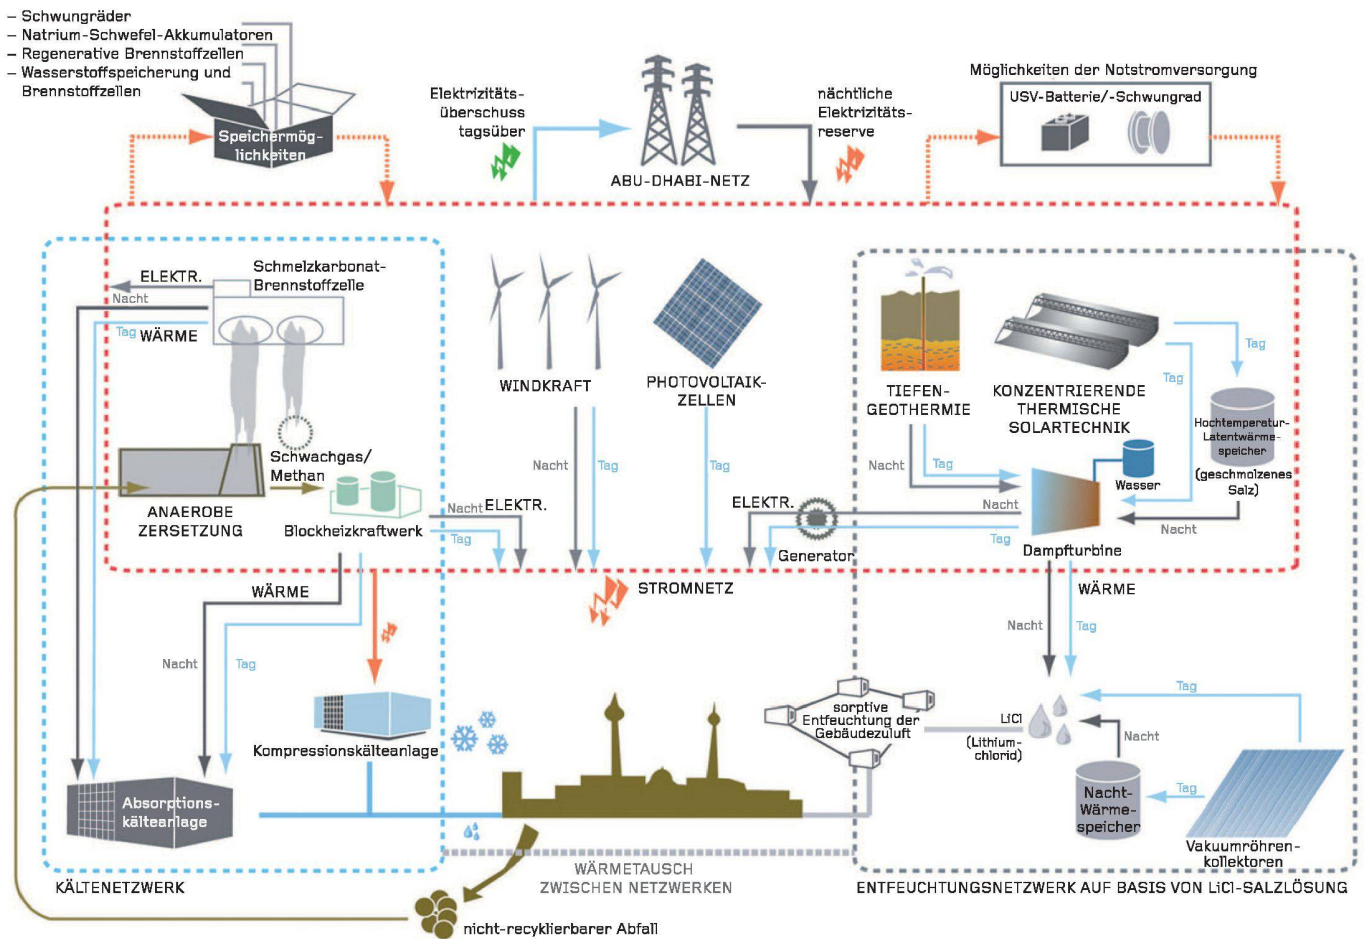 – Schwungräder
– Natrium-Schwefel-Akkumulatoren
– Regenerative Brennstoffzellen
– Wasserstoffspeicherung und
Brennstoffzellen
Speichermög-
lichkeiten
Elektrizitäts-
überschuss
tagsüber
ABU-DHABI-NETZ
nächtliche
Elektrizitäts-
reserve
Möglichkeiten der Notstromversorgung
USV-Batterie/-Schwungrad
ELEKTR.
Nacht
Tag
WÄRME
Schmelzkarbonat-
Brennstoffzelle
WINDKRAFT
PHOTOVOLTAIK-
ZELLEN
TIEFEN-
GEOTHERMIE
KONZENTRIERENDE
THERMISCHE
SOLARTECHNIK
Tag
Tag
Hochtemperatur-
Latentwärme-
speicher
(geschmolzenes
Salz)
Schwachgas/
Methan
ANAEROBE
ZERSETZUNG
Blockheizkraftwerk
Nacht
ELEKTR.
Tag
Nacht
Tag
Tag
Nacht
Tag
Wasser
ELEKTR.
Nacht
Tag
Generator
Nacht
Dampfturbine
STROMNETZ
WÄRME
WÄRME
Nacht
Tag
Nacht
Tag
Kompressionskälteanlage
Absorptions-
kälteanlage
sorptive
Entfeuchtung der
Gebäudezuluft
LiCl
(Lithium-
chlorid)
Tag
Nacht
Nacht-
Wärme-
speicher
Tag
Vakuumröhren-
kollektoren
KÄLTENETZWERK
WÄRMETAUSCH
ZWISCHEN NETZWERKEN
ENTFEUCHTUNGSNETZWERK AUF BASIS VON LiCl-SALZLÖSUNG
nicht-recyklierbarer Abfall